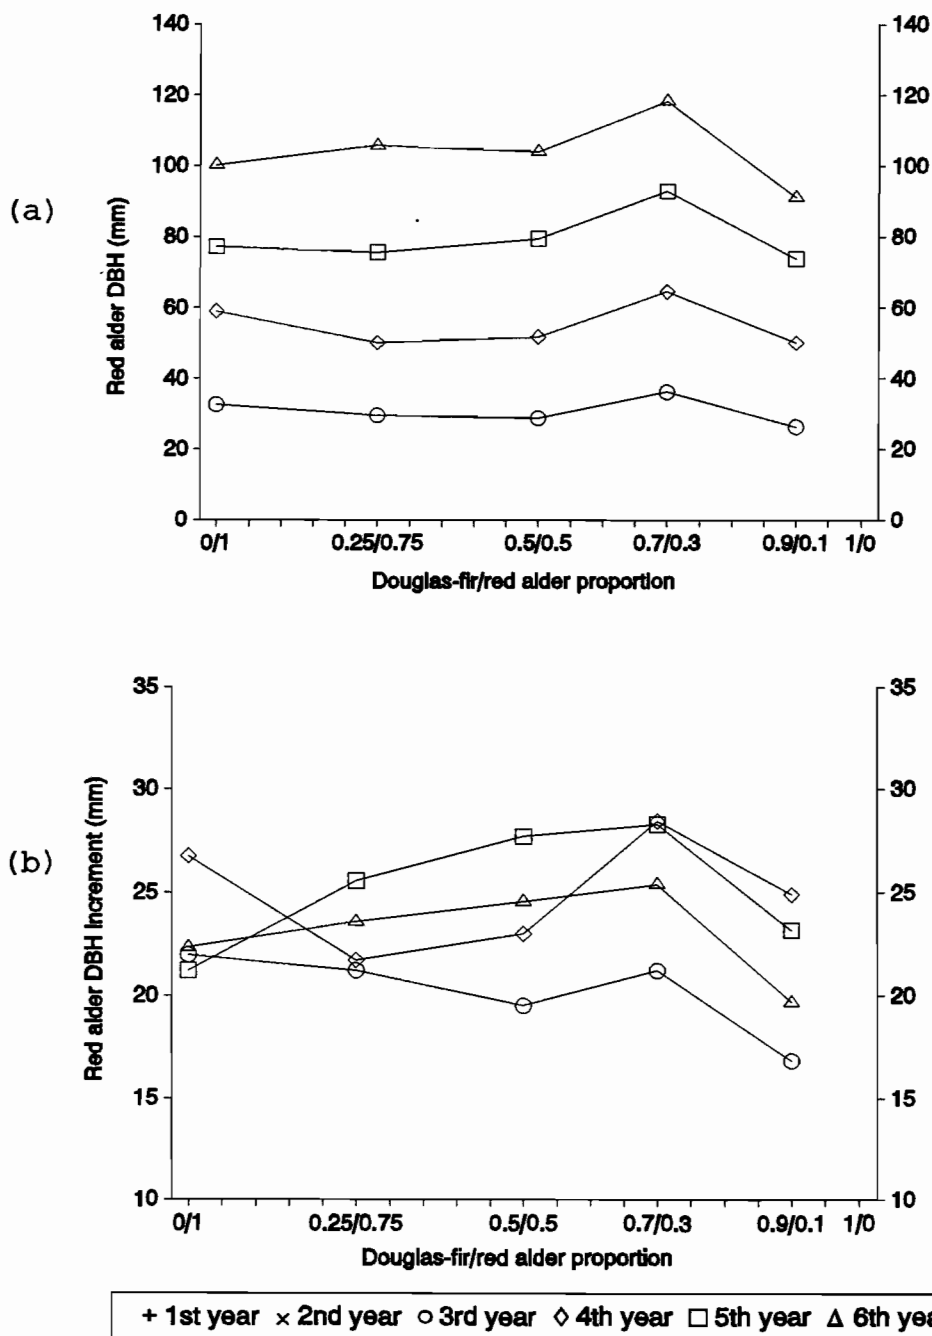 (a)
Red alder DBH (mm)
140 140
120 120
100 100
80 80
60 60
40 40
20 20
0 0
0/1 0.25/0.75 0.5/0.5 0.7/0.3 0.9/0.1 1/0
Douglas-fir/red alder proportion
(b)
Red alder DBH Increment (mm)
35 35
30 30
25 25
20 20
15 15
10 10
0/1 0.25/0.75 0.5/0.5 0.7/0.3 0.9/0.1 1/0
Douglas-fir/red alder proportion
+ 1st year × 2nd year ○ 3rd year ◇ 4th year □ 5th year △ 6th yea